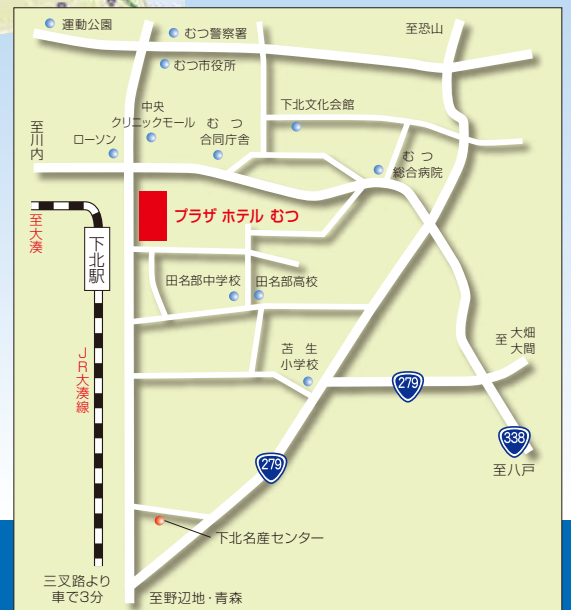 運動公園
むつ警察署
至恐山
むつ市役所
中央
クリニックモール
むつ
合同庁舎
下北文化会館
至川内
ローソン
むつ
総合病院
プラザ ホテル むつ
至大湊
下北駅
田名部中学校
田名部高校
JR大湊線
苫生
小学校
至 大畑
大間
279
338
279
至八戸
下北名産センター
三叉路より
車で3分
至野辺地・青森